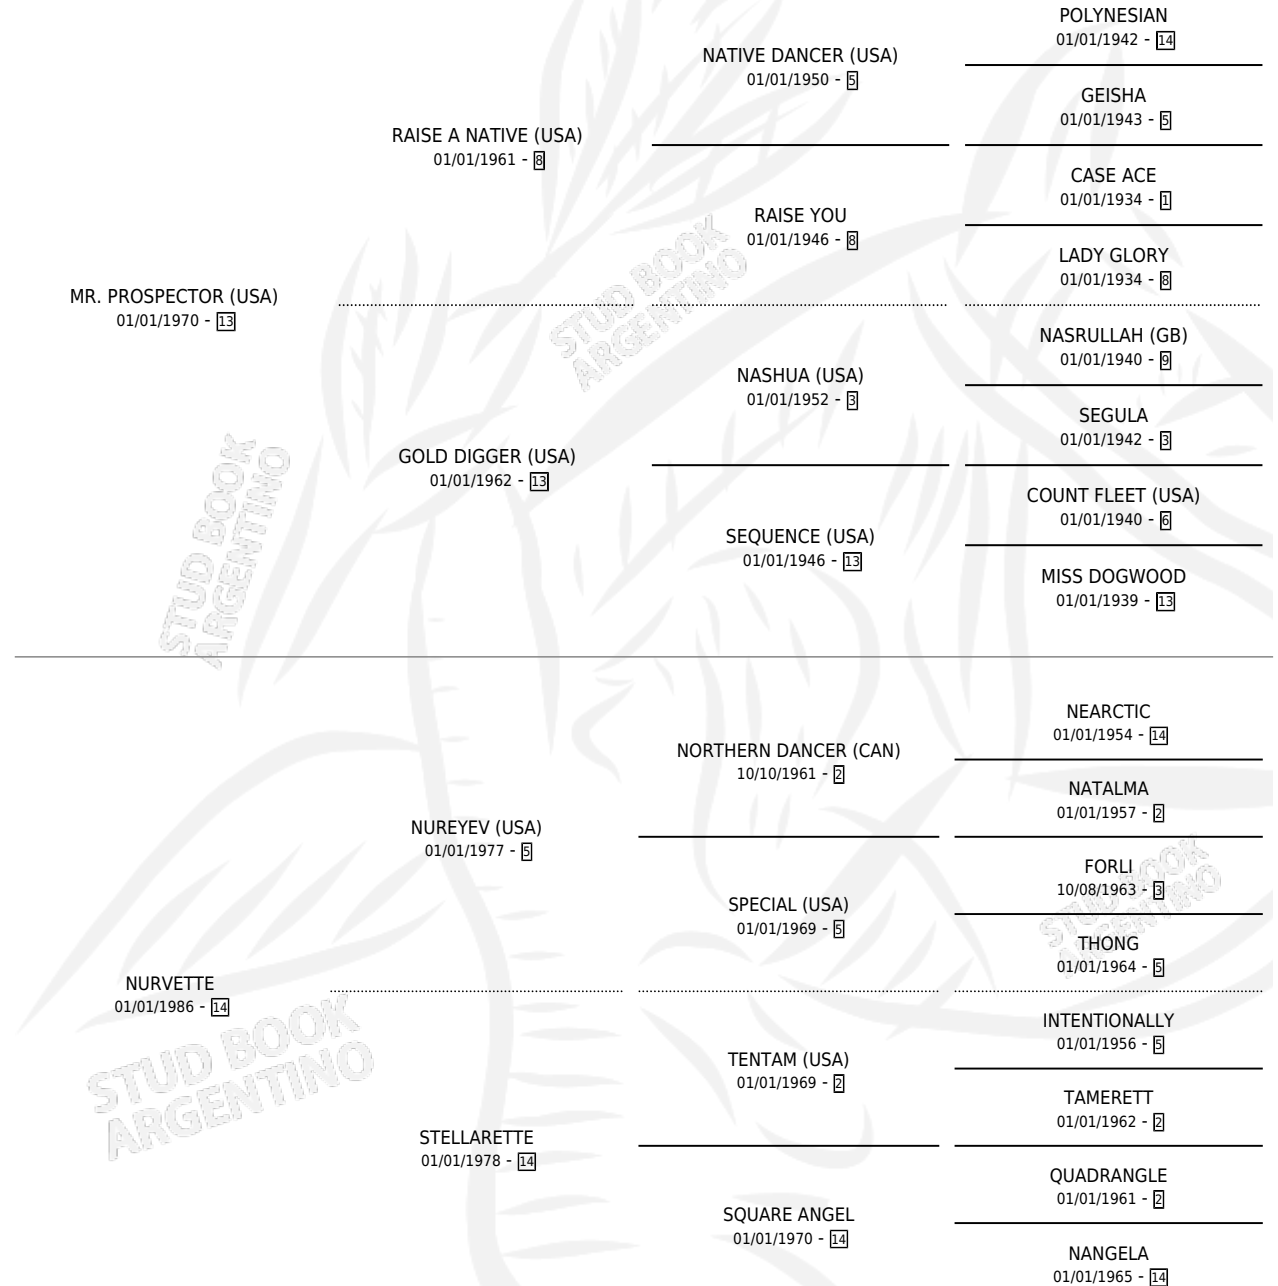 POLYNESIAN
01/01/1942 - 14
NATIVE DANCER (USA)
01/01/1950 - 5
GEISHA
01/01/1943 - 5
RAISE A NATIVE (USA)
01/01/1961 - 8
CASE ACE
01/01/1934 - 1
RAISE YOU
01/01/1946 - 8
LADY GLORY
01/01/1934 - 8
MR. PROSPECTOR (USA)
01/01/1970 - 13
STUD BOOK
ARGENTINO
NASRULLAH (GB)
01/01/1940 - 9
NASHUA (USA)
01/01/1952 - 3
SEGULA
01/01/1942 - 3
GOLD DIGGER (USA)
01/01/1962 - 13
COUNT FLEET (USA)
01/01/1940 - 6
SEQUENCE (USA)
01/01/1946 - 13
MISS DOGWOOD
01/01/1939 - 13
STUD BOOK
ARGENTINO
NEARCTIC
01/01/1954 - 14
NORTHERN DANCER (CAN)
10/10/1961 - 2
NATALMA
01/01/1957 - 2
NUREYEV (USA)
01/01/1977 - 5
FORLI
10/08/1963 - 3
SPECIAL (USA)
01/01/1969 - 5
THONG
01/01/1964 - 5
STUD BOOK
ARGENTINO
NURVETTE
01/01/1986 - 14
INTENTIONALLY
01/01/1956 - 5
TENTAM (USA)
01/01/1969 - 2
TAMERETT
01/01/1962 - 2
STUD BOOK
ARGENTINO
STELLARETTE
01/01/1978 - 14
QUADRANGLE
01/01/1961 - 2
SQUARE ANGEL
01/01/1970 - 14
NANGELA
01/01/1965 - 14